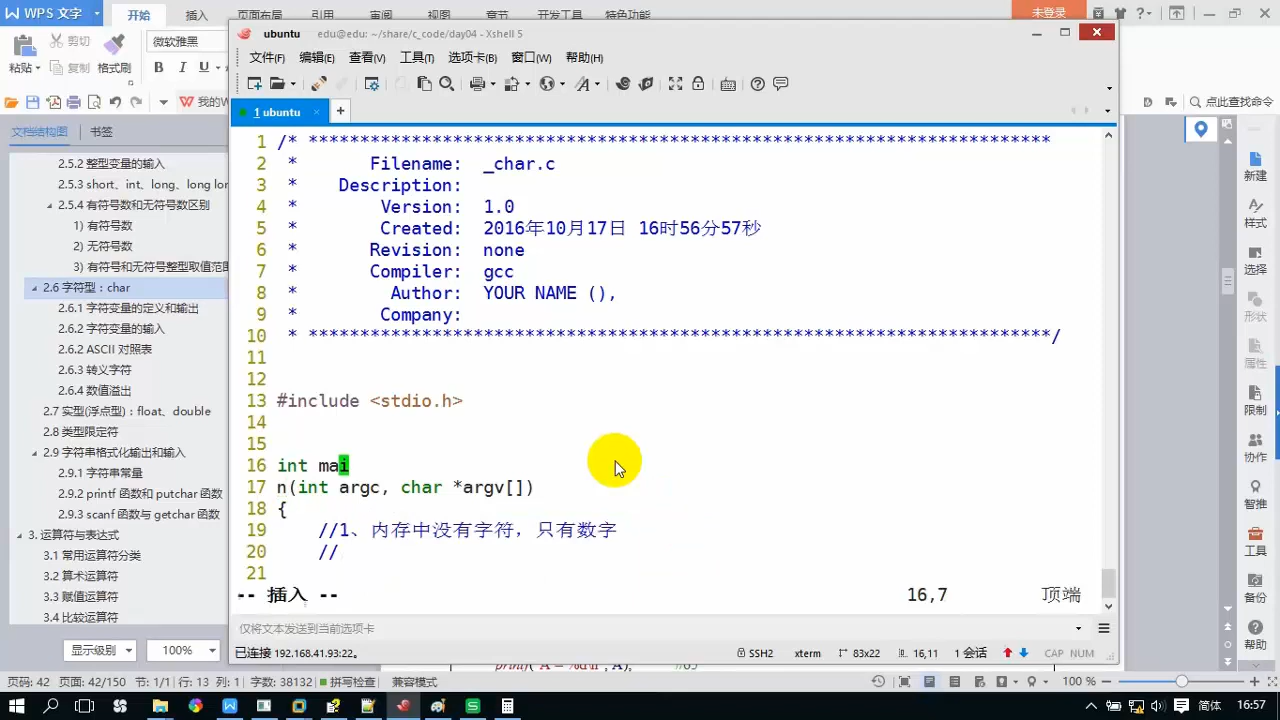 WPS 文字
开始
插入
页面布局
引用
审阅
视图
章节
开发工具
特色功能
未登录
ubuntu edu@edu: ~/share/c_code/day04 - Xshell 5
粘贴
剪切
复制
格式刷
微软雅黑
B I U
文件(F) 编辑(E) 查看(V) 工具(T) 选项卡(B) 窗口(W) 帮助(H)
我的W
点此查找命令
1 ubuntu
文档结构图
书签
2.5.2 整型变量的输入
2.5.3 short、int、long、long lor
2.5.4 有符号数和无符号数区别
1) 有符号数
2) 无符号数
3) 有符号和无符号整型取值范围
2.6 字符型：char
2.6.1 字符变量的定义和输出
2.6.2 字符变量的输入
2.6.2 ASCII 对照表
2.6.3 转义字符
2.6.4 数值溢出
2.7 实型(浮点型)：float、double
2.8 类型限定符
2.9 字符串格式化输出和输入
2.9.1 字符串常量
2.9.2 printf 函数和 putchar 函数
2.9.3 scanf 函数与 getchar 函数
3. 运算符与表达式
3.1 常用运算符分类
3.2 算术运算符
3.3 赋值运算符
3.4 比较运算符
1 /* ************************************************************************
2 * Filename: _char.c
3 * Description:
4 * Version: 1.0
5 * Created: 2016年10月17日 16时56分57秒
6 * Revision: none
7 * Compiler: gcc
8 * Author: YOUR NAME (),
9 * Company:
10 * ************************************************************************/
11
12
13 #include <stdio.h>
14
15
16 int mai
17 n(int argc, char *argv[])
18 {
19 //1、内存中没有字符，只有数字
20 //
21
-- 插入 -- 16,7 顶端
仅将文本发送到当前选项卡
已连接 192.168.41.93:22。 SSH2 xterm 83x22 16,11 1 会话 CAP NUM
新建
样式
选择
形状
属性
限制
协作
智推
工具
备份
帮助
显示级别
100%
页码: 42 页面: 42/150 节: 1/1 行: 13 列: 1 字数: 38132 拼写检查 兼容模式
100 %
简体 16:57